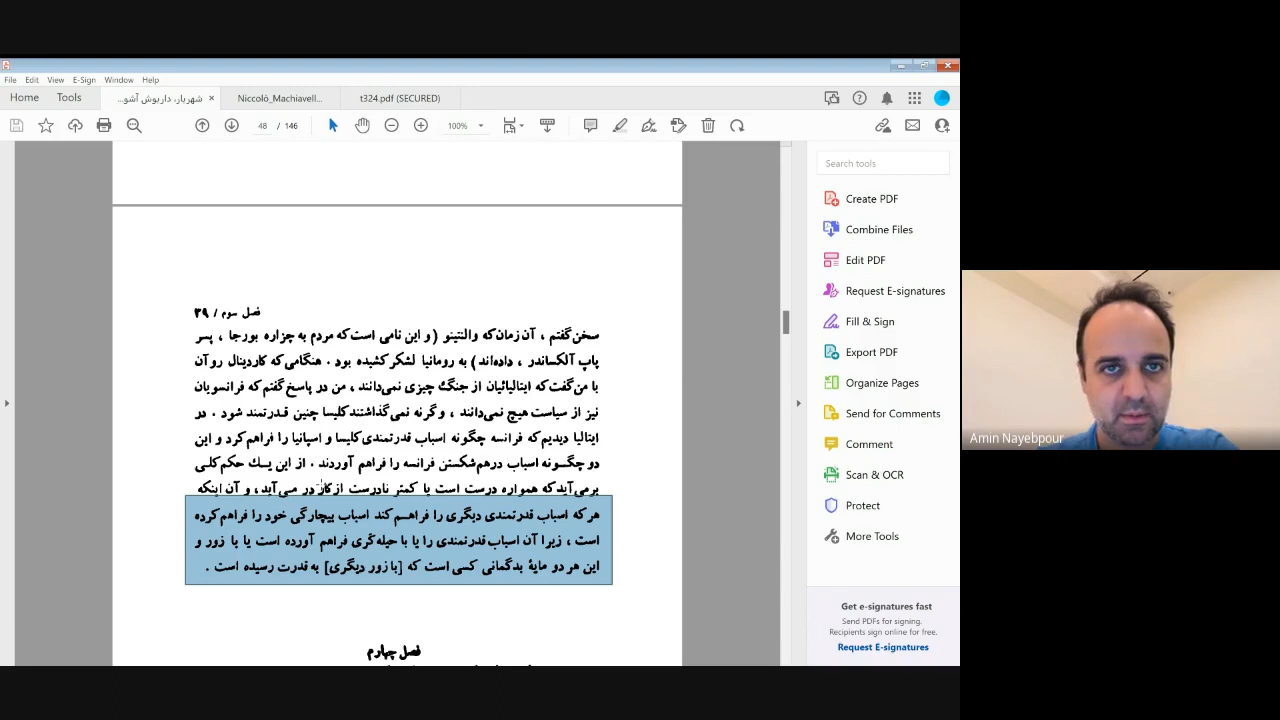 File Edit View E-Sign Window Help
Home Tools شهریار، داریوش آشو... × Niccolò_Machiavell... t324.pdf (SECURED)
48 / 146 100%
Search tools
Create PDF
Combine Files
Edit PDF
Request E-signatures
Fill & Sign
Export PDF
Organize Pages
Send for Comments
Comment
Scan & OCR
Protect
More Tools
Get e-signatures fast
Send PDFs for signing.
Recipients sign online for free.
Request E-signatures
فصل سوم / ۳۹
سخن گفتم ، آن زمان که والنتینو ( و این نامی است که مردم به چزاره بورجا ، پسر
پاپ آلکساندر ، داده‌اند ) به رومانیا لشکر کشیده بود . هنگامی که کاردینال روآن
با من گفت که ایتالیائیان از جنگ چیزی نمی‌دانند ، من در پاسخ گفتم که فرانسویان
نیز از سیاست هیچ نمی‌دانند ، وگرنه نمی‌گذاشتند کلیسا چنین قدرتمند شود . در
ایتالیا دیدیم که فرانسه چگونه اسباب قدرتمندی کلیسا و اسپانیا را فراهم کرد و این
دو چگونه اسباب درهم‌شکستن فرانسه را فراهم آوردند . از این یك حکم کلی
برمی‌آید که همواره درست است یا کمتر نادرست از کار در می‌آید ، و آن اینکه
هر که اسباب قدرتمندی دیگری را فراهم کند اسباب بیچارگی خود را فراهم کرده
است ، زیرا آن اسباب قدرتمندی را یا با حیله‌گری فراهم آورده است یا با زور و
این هر دو مایهٔ بدگمانی کسی است که [با زور دیگری] به قدرت رسیده است .
فصل چهارم
Amin Nayebpour